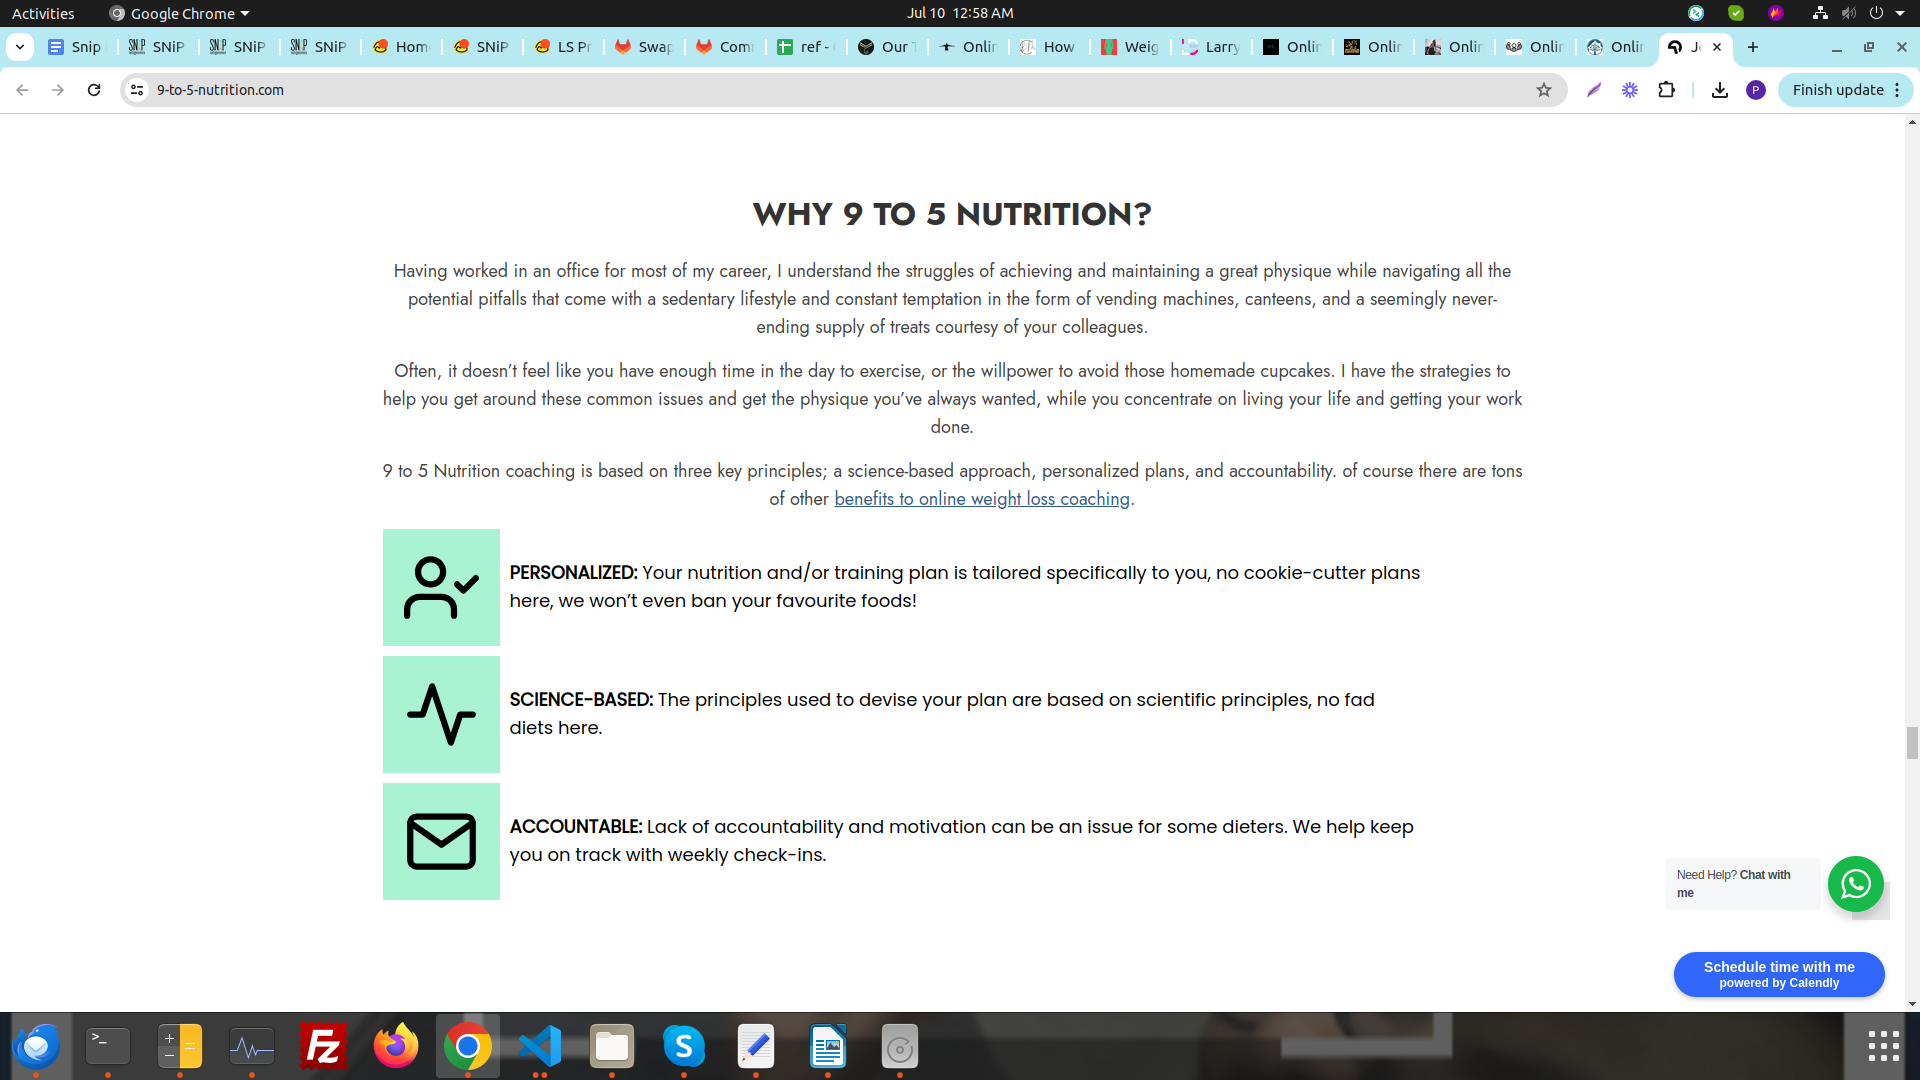 Activities
Google Chrome
Jul 10 12:58 AM
Snip
SNiP
SNiP
SNiP
Hom
SNiP
LS Pr
Swap
Com
ref -
Our T
Onlin
How
Weig
Larry
Onlin
Onlin
Onlin
Onlin
Onlin
9-to-5-nutrition.com
P
Finish update
WHY 9 TO 5 NUTRITION?
Having worked in an office for most of my career, I understand the struggles of achieving and maintaining a great physique while navigating all the
potential pitfalls that come with a sedentary lifestyle and constant temptation in the form of vending machines, canteens, and a seemingly never-
ending supply of treats courtesy of your colleagues.
Often, it doesn’t feel like you have enough time in the day to exercise, or the willpower to avoid those homemade cupcakes. I have the strategies to
help you get around these common issues and get the physique you’ve always wanted, while you concentrate on living your life and getting your work
done.
9 to 5 Nutrition coaching is based on three key principles; a science-based approach, personalized plans, and accountability. of course there are tons
of other benefits to online weight loss coaching.
PERSONALIZED: Your nutrition and/or training plan is tailored specifically to you, no cookie-cutter plans
here, we won’t even ban your favourite foods!
SCIENCE-BASED: The principles used to devise your plan are based on scientific principles, no fad
diets here.
ACCOUNTABLE: Lack of accountability and motivation can be an issue for some dieters. We help keep
you on track with weekly check-ins.
Need Help? Chat with
me
Schedule time with me
powered by Calendly